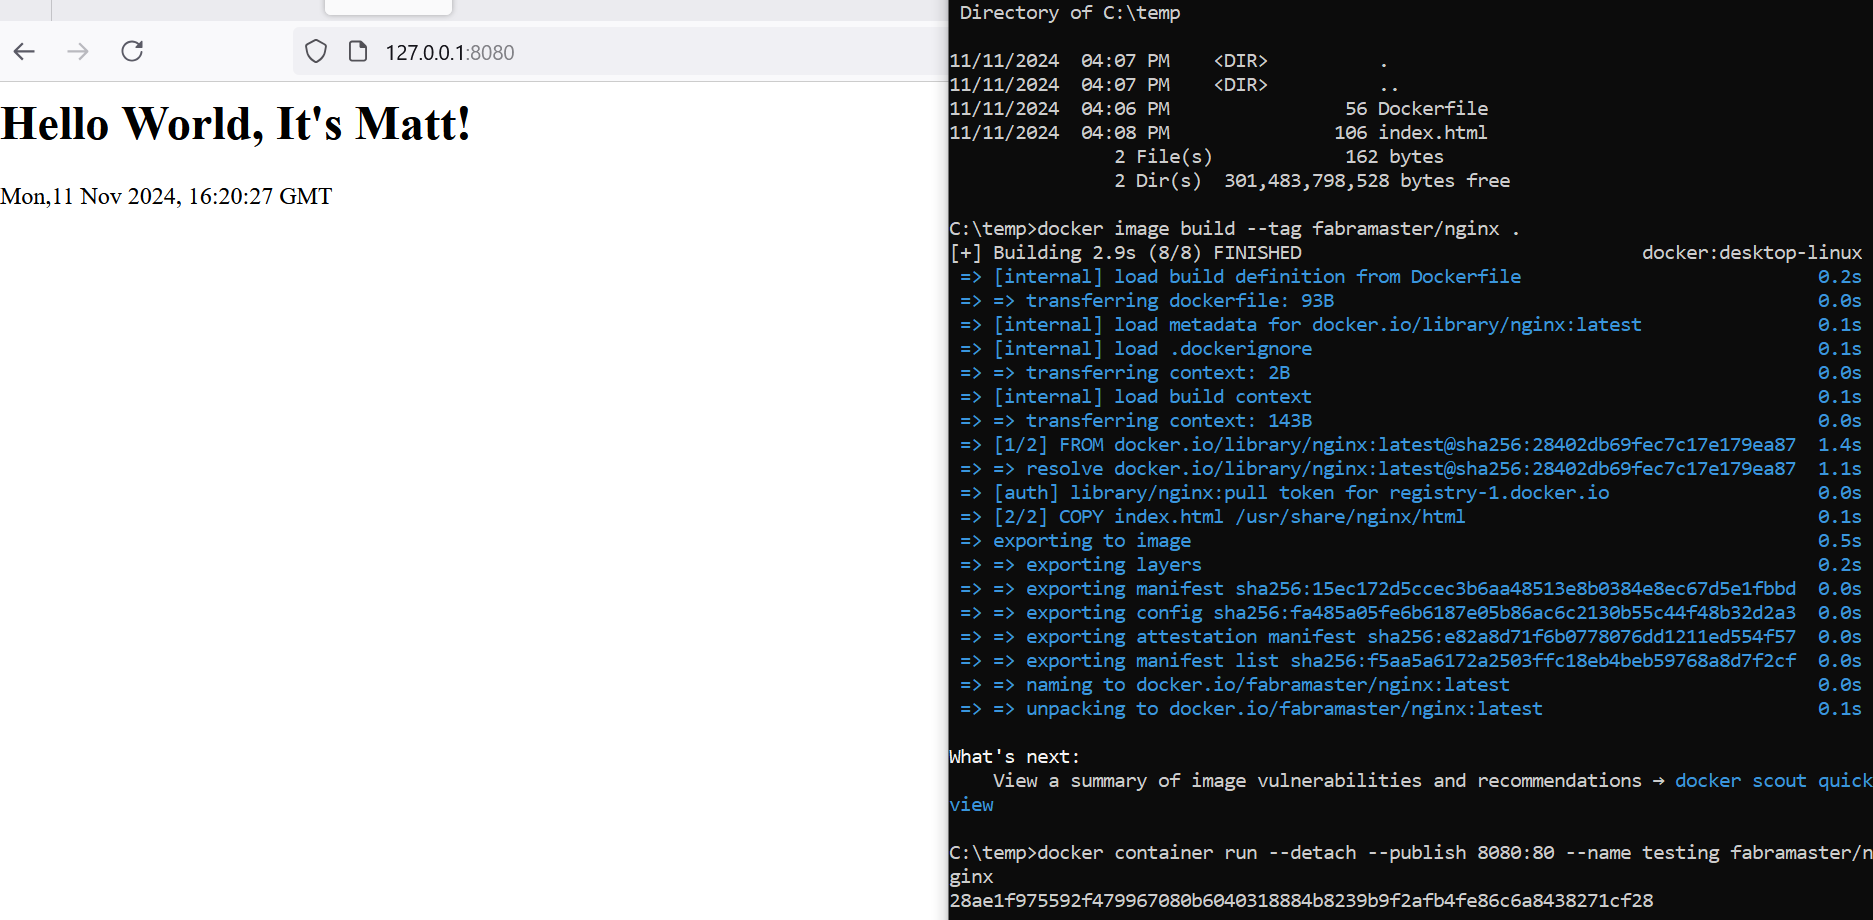 127.0.0.1:8080
Hello World, It's Matt!
Mon,11 Nov 2024, 16:20:27 GMT
Directory of C:\temp
11/11/2024  04:07 PM    <DIR>          .
11/11/2024  04:07 PM    <DIR>          ..
11/11/2024  04:06 PM                56 Dockerfile
11/11/2024  04:08 PM               106 index.html
2 File(s)            162 bytes
2 Dir(s)  301,483,798,528 bytes free
C:\temp>docker image build --tag fabramaster/nginx .
[+] Building 2.9s (8/8) FINISHED                               docker:desktop-linux
=> [internal] load build definition from Dockerfile                           0.2s
=> => transferring dockerfile: 93B                                            0.0s
=> [internal] load metadata for docker.io/library/nginx:latest                0.1s
=> [internal] load .dockerignore                                              0.1s
=> => transferring context: 2B                                                0.0s
=> [internal] load build context                                              0.1s
=> => transferring context: 143B                                              0.0s
=> [1/2] FROM docker.io/library/nginx:latest@sha256:28402db69fec7c17e179ea87  1.4s
=> => resolve docker.io/library/nginx:latest@sha256:28402db69fec7c17e179ea87  1.1s
=> [auth] library/nginx:pull token for registry-1.docker.io                   0.0s
=> [2/2] COPY index.html /usr/share/nginx/html                                0.1s
=> exporting to image                                                         0.5s
=> => exporting layers                                                        0.2s
=> => exporting manifest sha256:15ec172d5ccec3b6aa48513e8b0384e8ec67d5e1fbbd  0.0s
=> => exporting config sha256:fa485a05fe6b6187e05b86ac6c2130b55c44f48b32d2a3  0.0s
=> => exporting attestation manifest sha256:e82a8d71f6b0778076dd1211ed554f57  0.0s
=> => exporting manifest list sha256:f5aa5a6172a2503ffc18eb4beb59768a8d7f2cf  0.0s
=> => naming to docker.io/fabramaster/nginx:latest                            0.0s
=> => unpacking to docker.io/fabramaster/nginx:latest                         0.1s
What's next:
View a summary of image vulnerabilities and recommendations → docker scout quick
view
C:\temp>docker container run --detach --publish 8080:80 --name testing fabramaster/n
ginx
28ae1f975592f479967080b6040318884b8239b9f2afb4fe86c6a8438271cf28